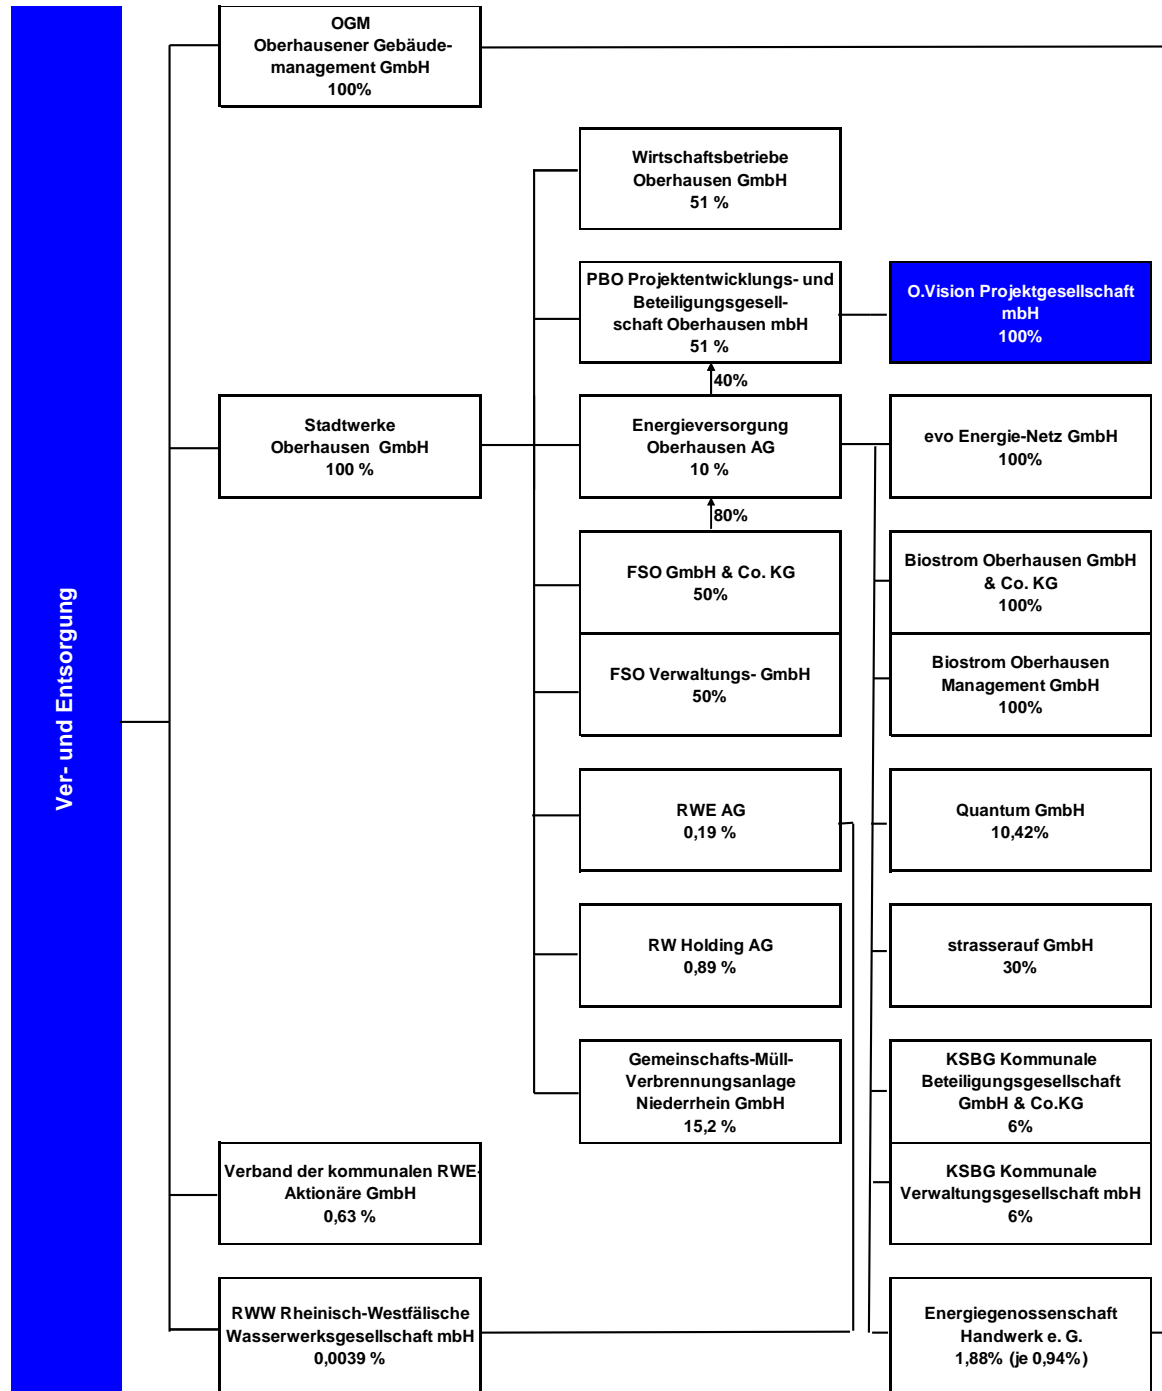 Ver- und Entsorgung
OGM
Oberhausener Gebäude-
management GmbH
100%
Stadtwerke
Oberhausen GmbH
100 %
Verband der kommunalen RWE-
Aktionäre GmbH
0,63 %
RWW Rheinisch-Westfälische
Wasserwerksgesellschaft mbH
0,0039 %
Wirtschaftsbetriebe
Oberhausen GmbH
51 %
PBO Projektentwicklungs- und
Beteiligungsgesell-
schaft Oberhausen mbH
51 %
40%
Energieversorgung
Oberhausen AG
10 %
80%
FSO GmbH & Co. KG
50%
FSO Verwaltungs- GmbH
50%
RWE AG
0,19 %
RW Holding AG
0,89 %
Gemeinschafts-Müll-
Verbrennungsanlage
Niederrhein GmbH
15,2 %
O.Vision Projektgesellschaft
mbH
100%
evo Energie-Netz GmbH
100%
Biostrom Oberhausen GmbH
& Co. KG
100%
Biostrom Oberhausen
Management GmbH
100%
Quantum GmbH
10,42%
strasserauf GmbH
30%
KSBG Kommunale
Beteiligungsgesellschaft
GmbH & Co.KG
6%
KSBG Kommunale
Verwaltungsgesellschaft mbH
6%
Energiegenossenschaft
Handwerk e. G.
1,88% (je 0,94%)